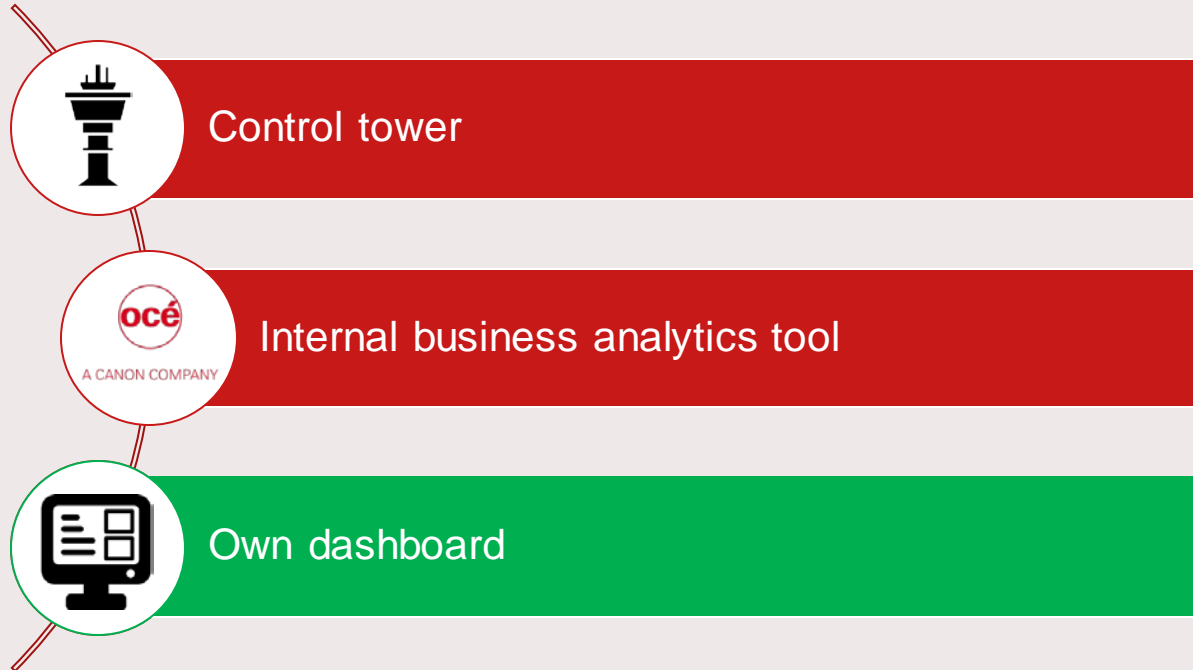 Control tower
océ
A CANON COMPANY
Internal business analytics tool
Own dashboard